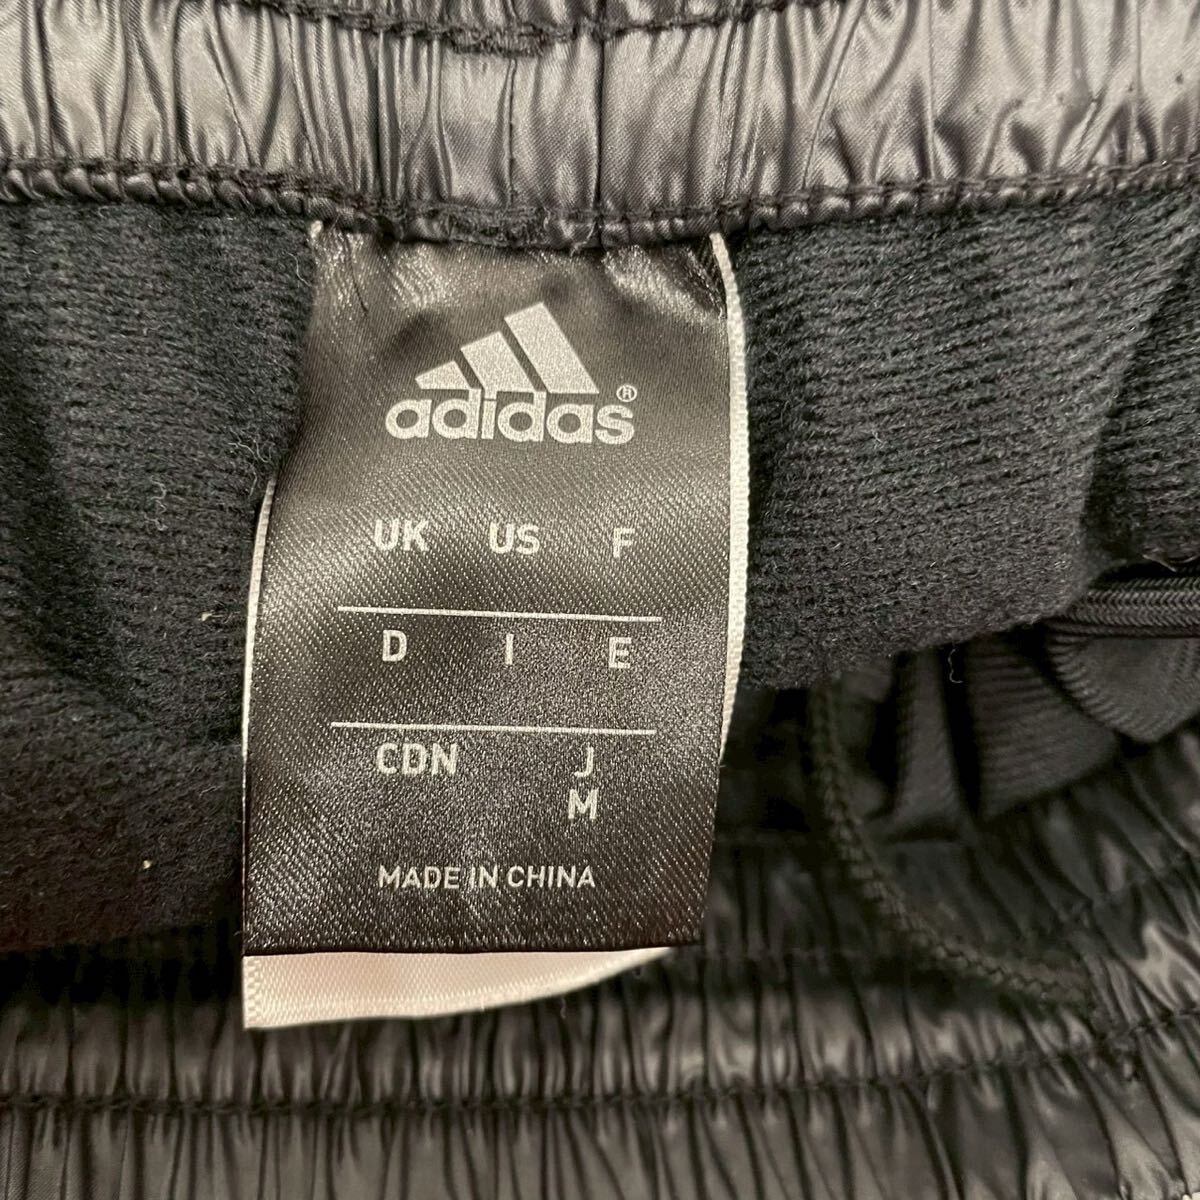 adidas®
UK US F
D I E
CDN J
M
MADE IN CHINA